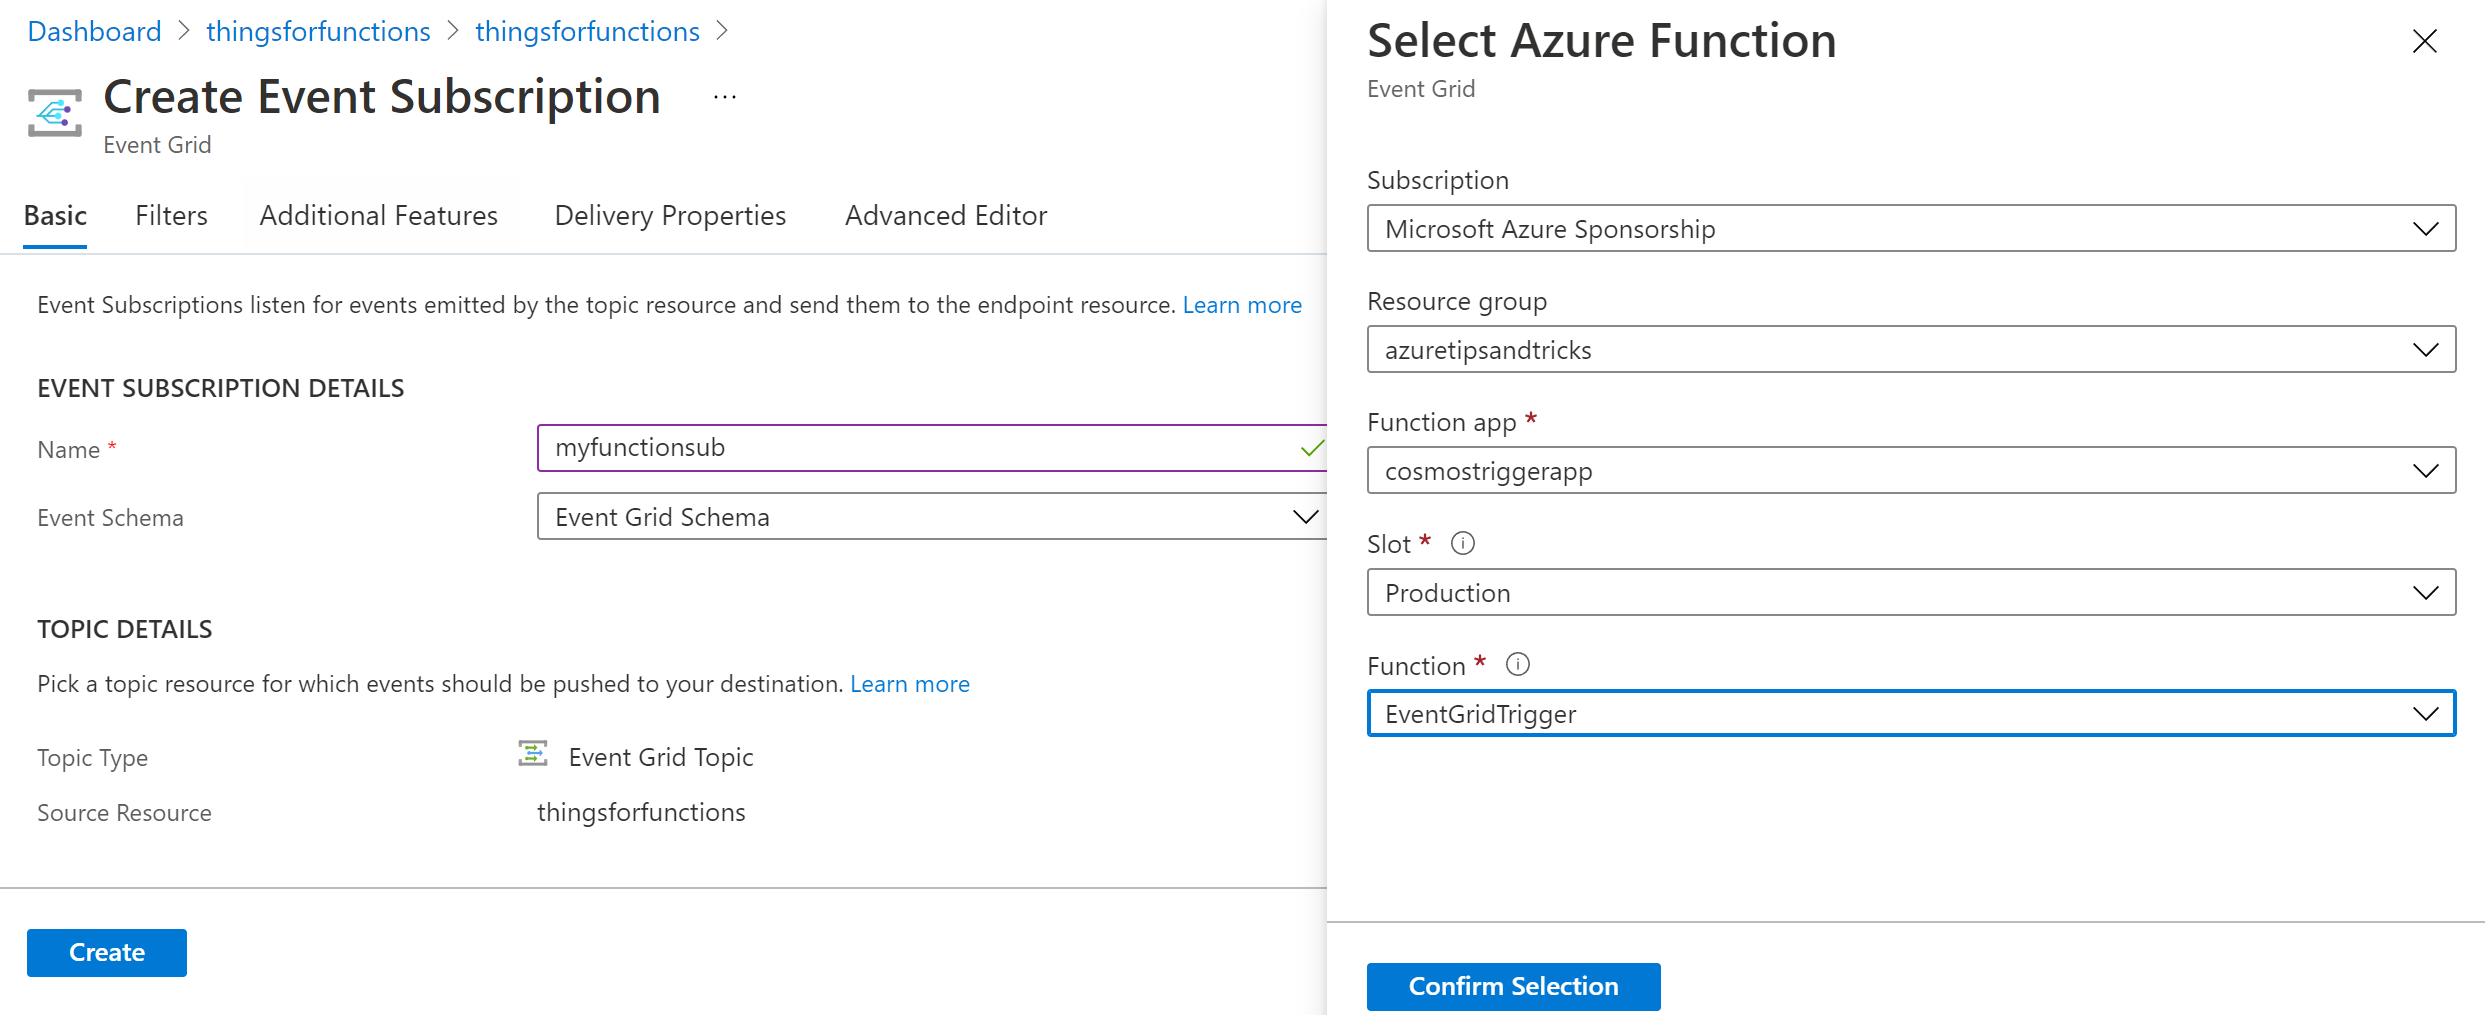 Dashboard > thingsforfunctions > thingsforfunctions >
Create Event Subscription ...
Event Grid
Basic Filters Additional Features Delivery Properties Advanced Editor
Event Subscriptions listen for events emitted by the topic resource and send them to the endpoint resource. Learn more
EVENT SUBSCRIPTION DETAILS
Name * myfunctionsub
Event Schema Event Grid Schema
TOPIC DETAILS
Pick a topic resource for which events should be pushed to your destination. Learn more
Topic Type Event Grid Topic
Source Resource thingsforfunctions
Create
Select Azure Function
Event Grid
Subscription
Microsoft Azure Sponsorship
Resource group
azuretipsandtricks
Function app *
cosmostriggerapp
Slot *
Production
Function *
EventGridTrigger
Confirm Selection